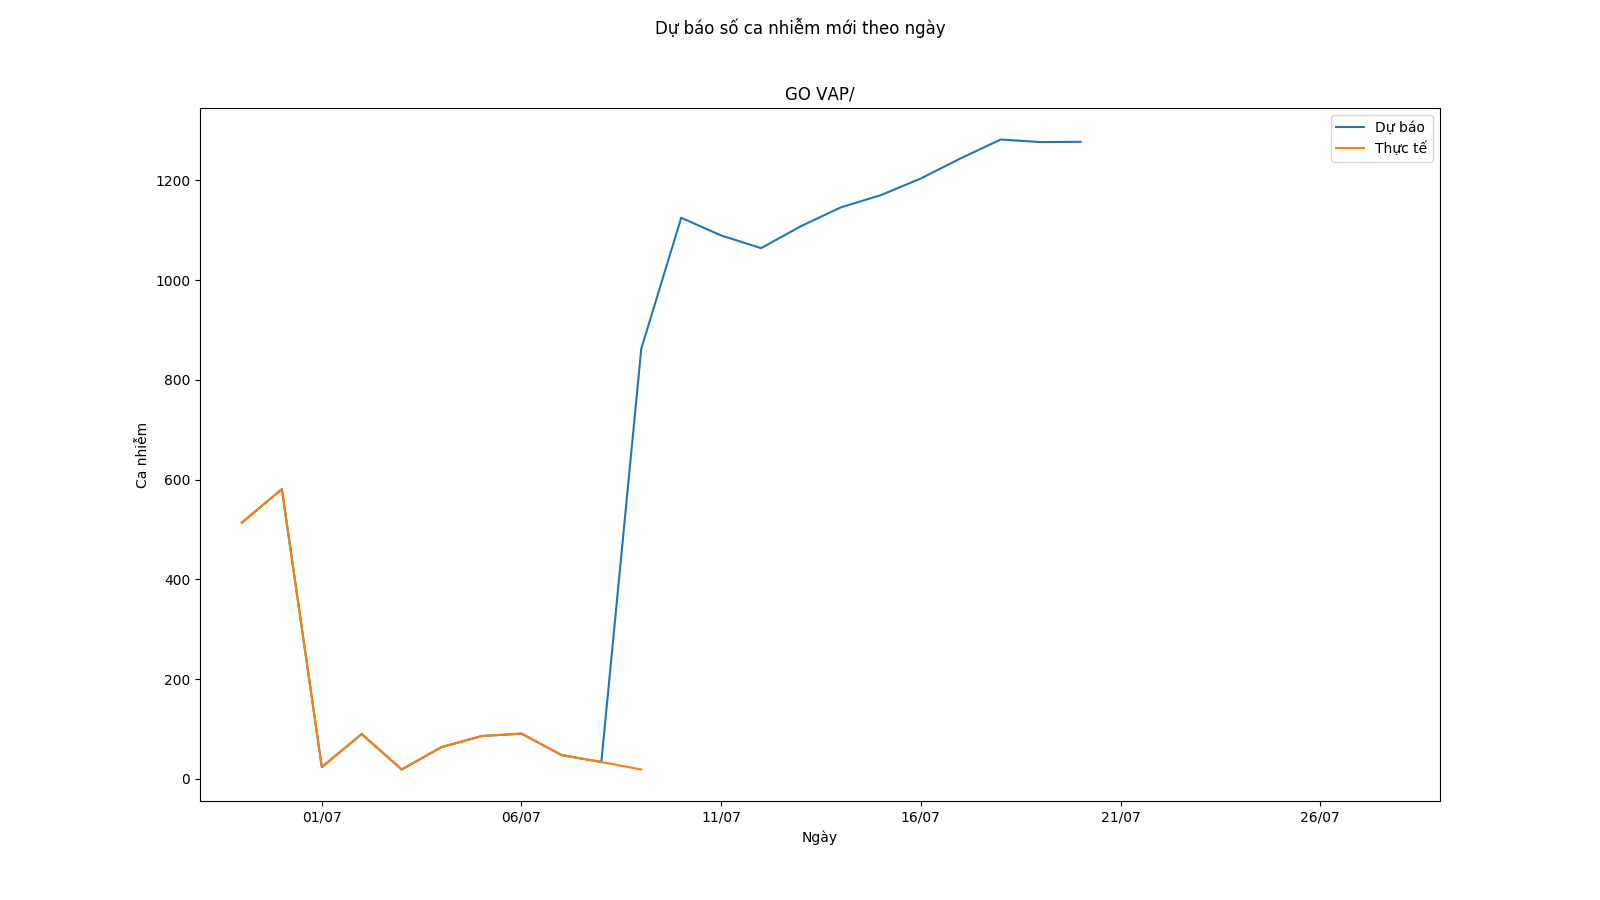 Dự báo số ca nhiễm mới theo ngày
GO VAP/
Dự báo
Thực tế
1200
1000
800
600
400
200
0
Ca nhiễm
01/07
06/07
11/07
16/07
21/07
26/07
Ngày